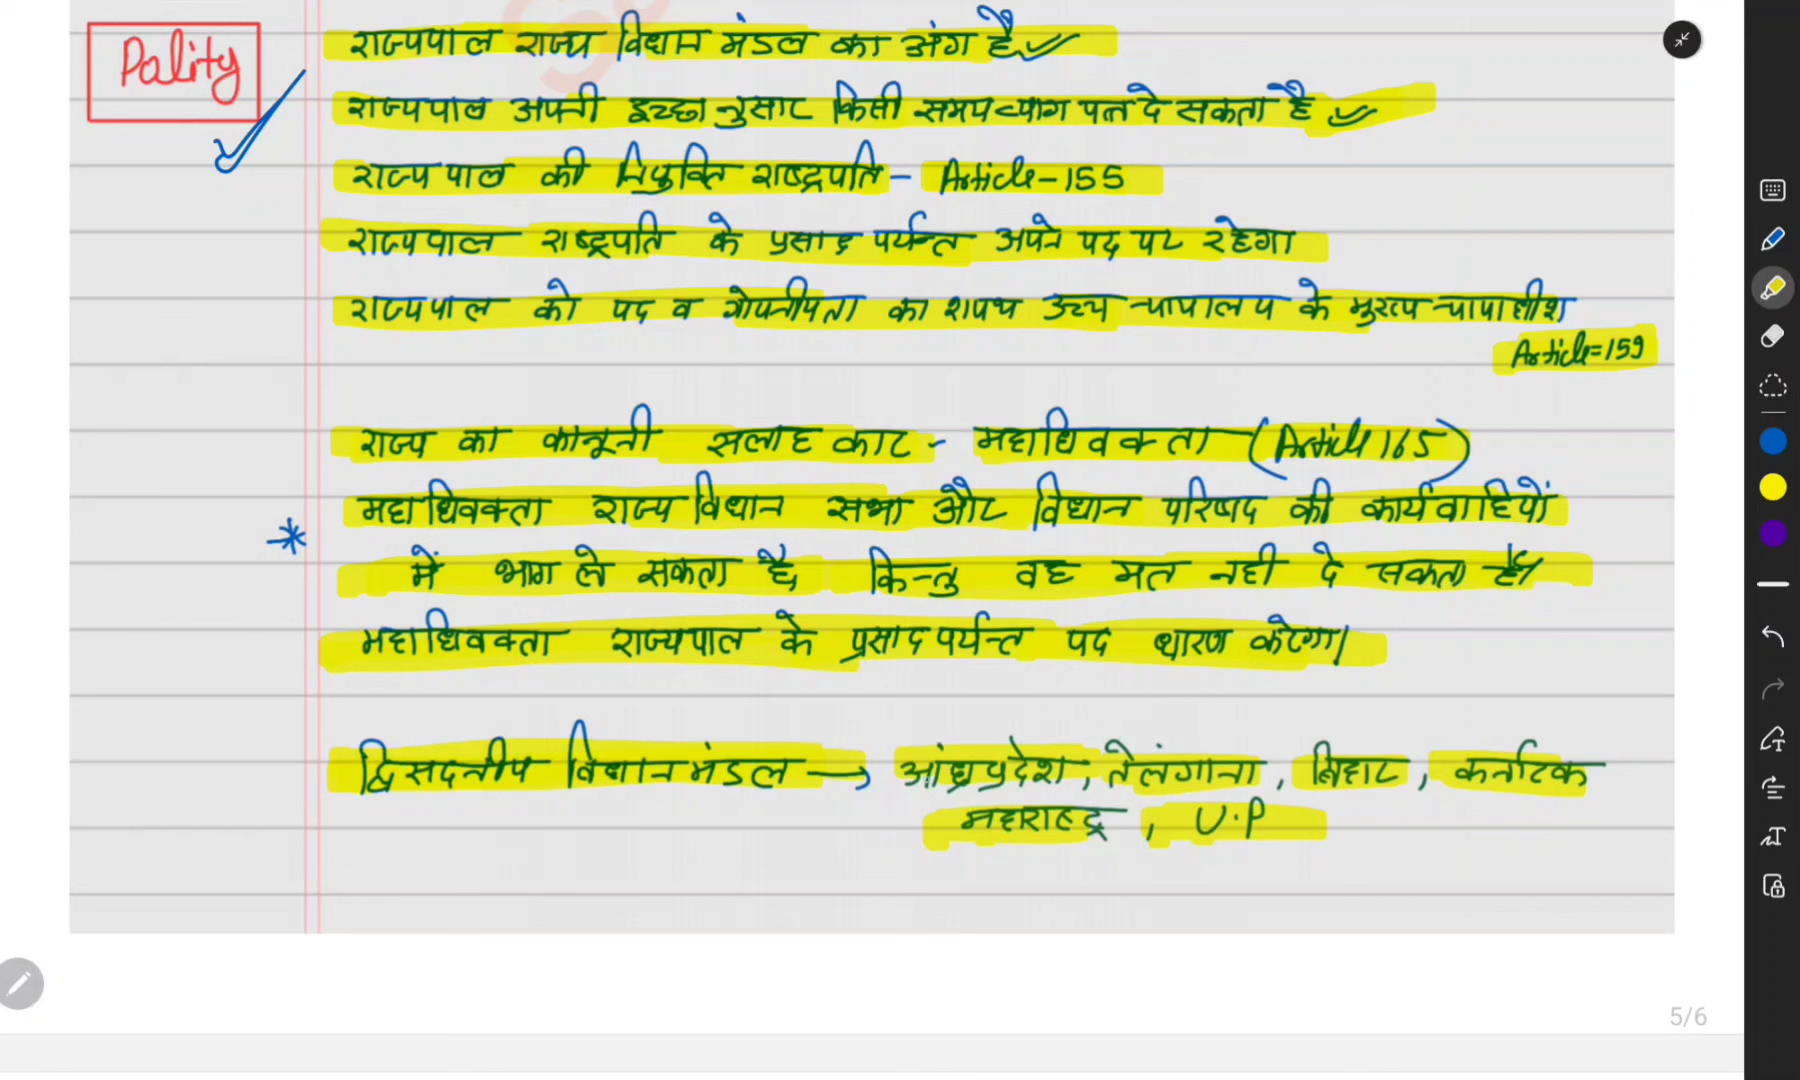 Pality
राज्यपाल राज्य विधान मंडल का अंग है
राज्यपाल अपनी इच्छानुसार किसी समय त्याग पत्र दे सकता है
राज्यपाल की नियुक्ति राष्ट्रपति - Article-155
राज्यपाल राष्ट्रपति के प्रसाद पर्यन्त अपने पद पर रहेगा
राज्यपाल को पद व गोपनीयता का शपथ उच्च न्यायालय के मुख्य न्यायाधीश
Article=159
राज्य का कानूनी सलाहकार - महाधिवक्ता (Article 165)
महाधिवक्ता राज्य विधान सभा और विधान परिषद की कार्यवाहियों
* में भाग ले सकता है, किन्तु वह मत नही दे सकता है।
महाधिवक्ता राज्यपाल के प्रसाद पर्यन्त पद धारण करेगा।
द्विसदनीय विधानमंडल → आंध्रप्रदेश, तेलंगाना, बिहार, कर्नाटक
महाराष्ट्र, U.P
5/6